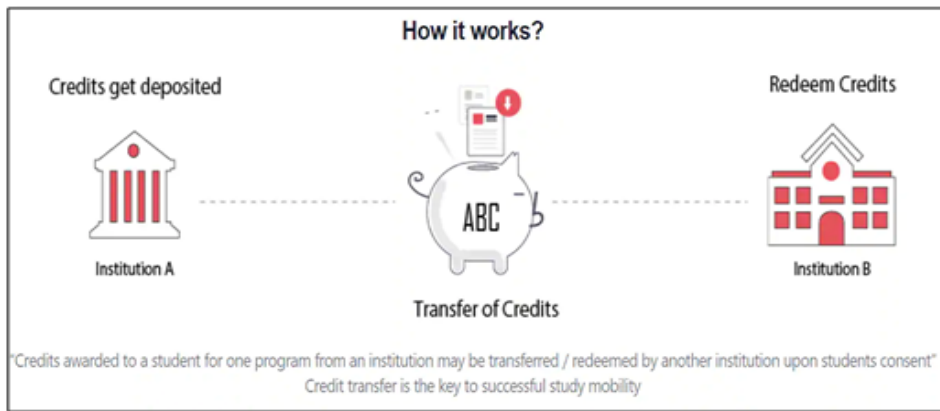 How it works?
Credits get deposited
Redeem Credits
ABC
Institution A
Institution B
Transfer of Credits
"Credits awarded to a student for one program from an institution may be transferred / redeemed by another institution upon students consent"
Credit transfer is the key to successful study mobility